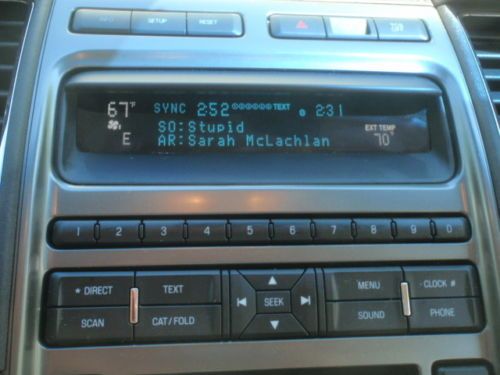 INFO SETUP RESET
67°F SYNC 2:52 TEXT 2:31
SO:Stupid
E AR:Sarah McLachlan
EXT TEMP
70°
1 2 3 4 5 6 7 8 9 0
* DIRECT TEXT SEEK MENU CLOCK #
SCAN CAT/FOLD SOUND PHONE